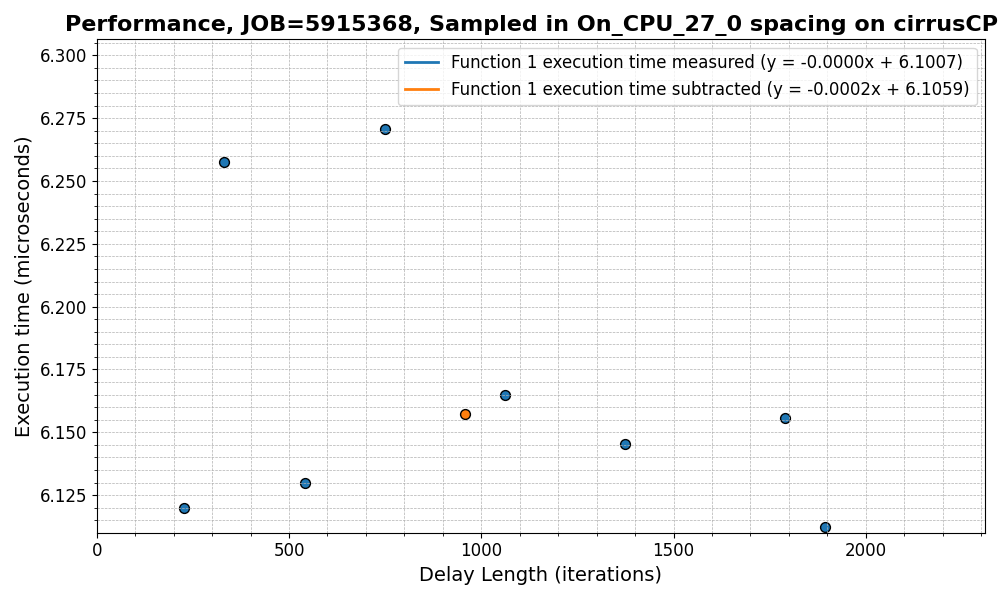 Performance, JOB=5915368, Sampled in On_CPU_27_0 spacing on cirrusCP
Function 1 execution time measured (y = -0.0000x + 6.1007)
Function 1 execution time subtracted (y = -0.0002x + 6.1059)
Execution time (microseconds)
6.300
6.275
6.250
6.225
6.200
6.175
6.150
6.125
0 500 1000 1500 2000
Delay Length (iterations)